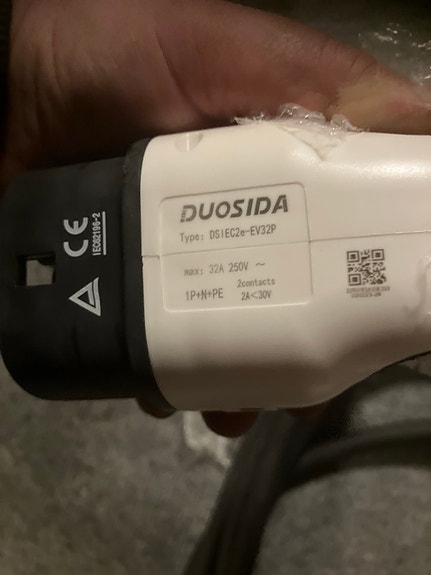 DUOSIDA
Type: DSIEC2e-EV32P
max: 32A 250V ～
1P+N+PE
2contacts
2A<30V
CE
IEC62196-2